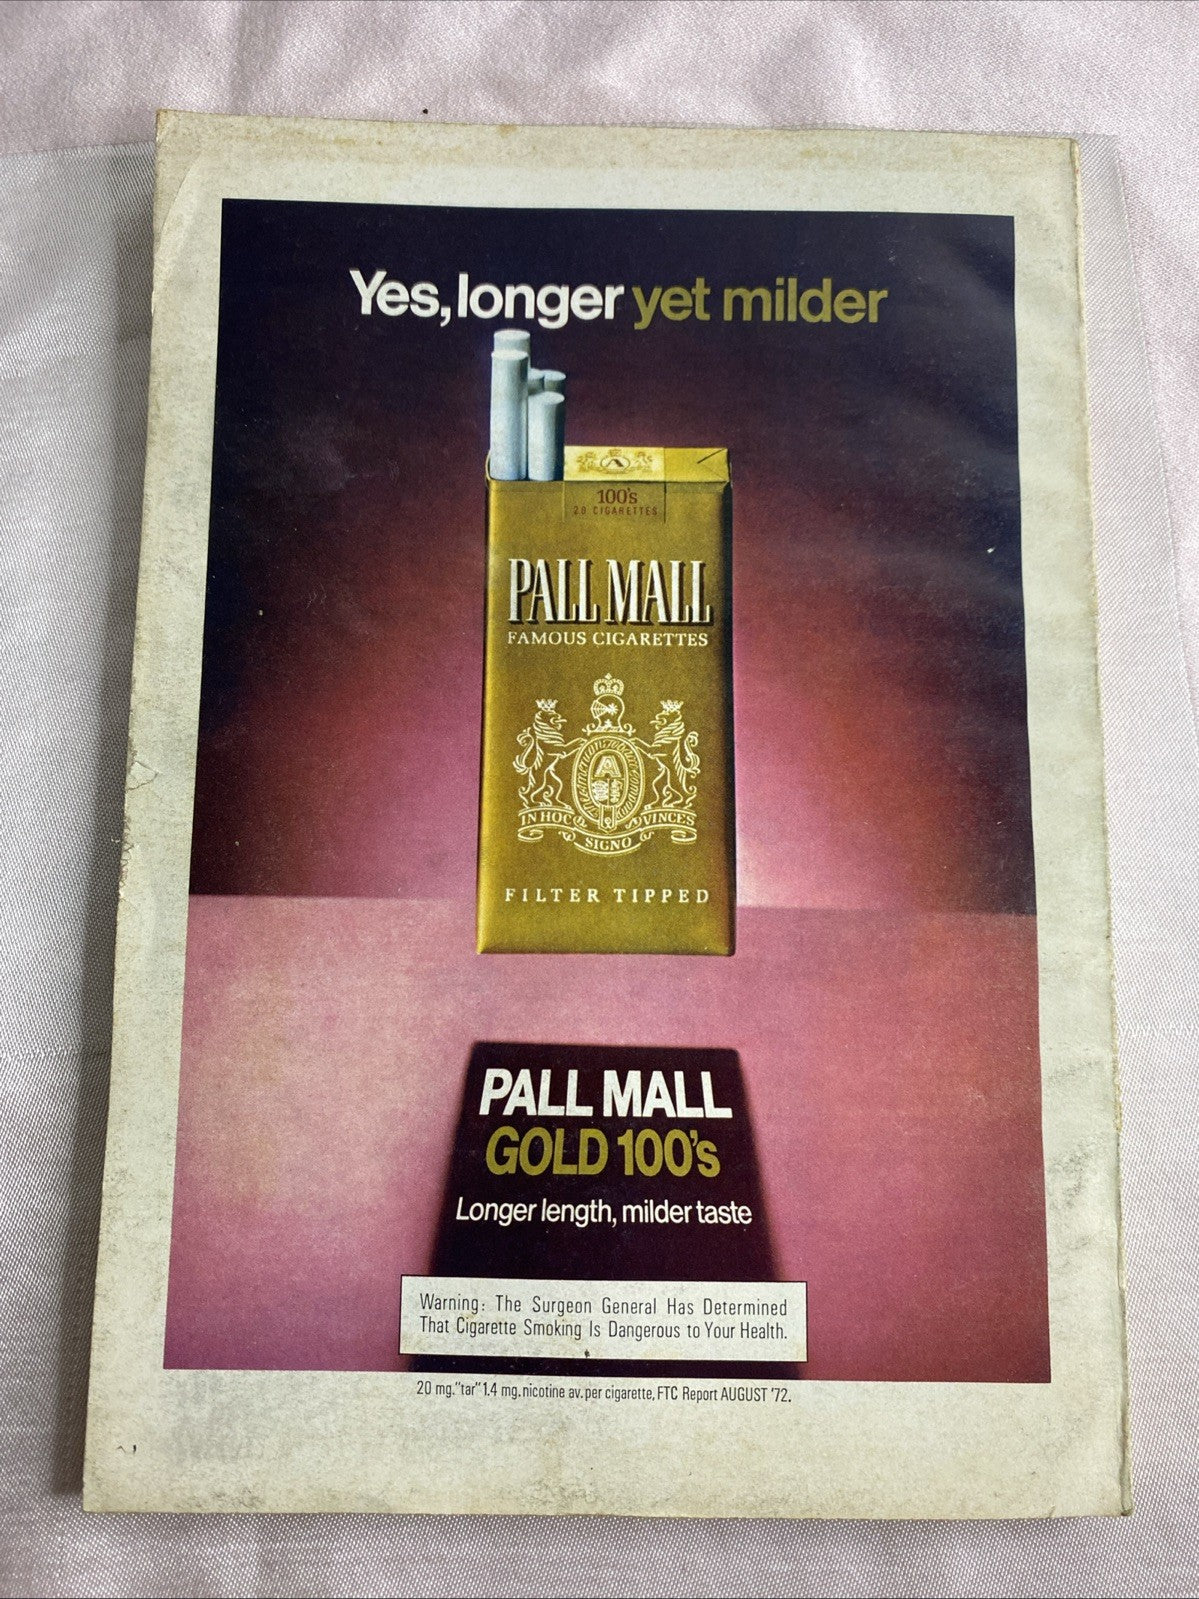 Yes, longer yet milder
100's
20 CIGARETTES
PALL MALL
FAMOUS CIGARETTES
A
IN HOC SIGNO VINCES
FILTER TIPPED
PALL MALL
GOLD 100's
Longer length, milder taste
Warning: The Surgeon General Has Determined
That Cigarette Smoking Is Dangerous to Your Health.
20 mg."tar" 1.4 mg. nicotine av. per cigarette, FTC Report AUGUST '72.